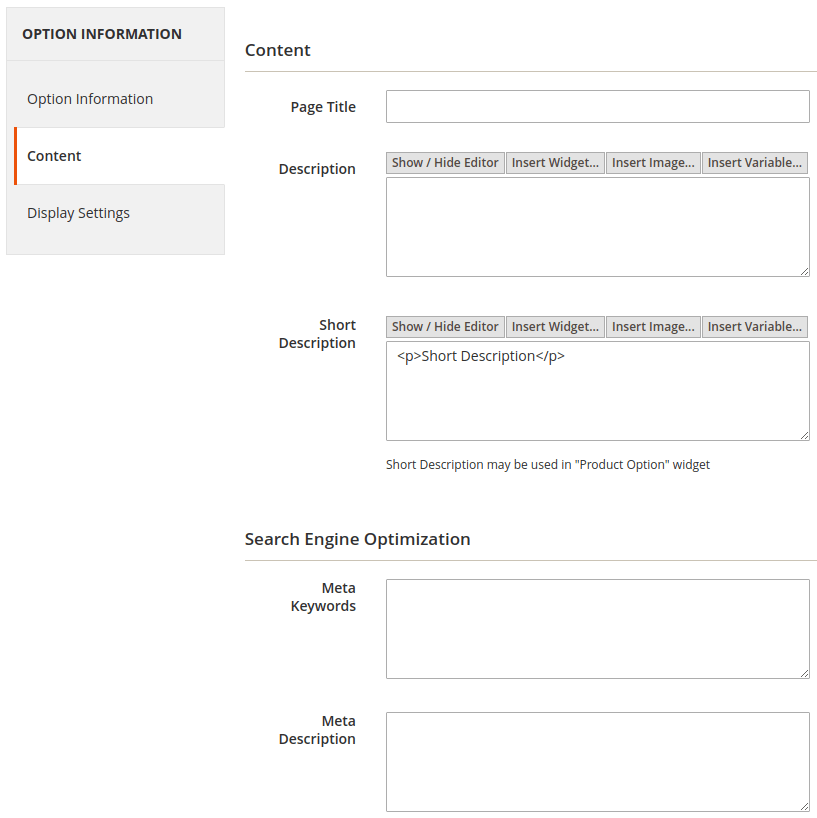 OPTION INFORMATION
Option Information
Content
Display Settings
Content
Page Title
Description
Show / Hide Editor Insert Widget... Insert Image... Insert Variable...
Short
Description
Show / Hide Editor Insert Widget... Insert Image... Insert Variable...
<p>Short Description</p>
Short Description may be used in "Product Option" widget
Search Engine Optimization
Meta
Keywords
Meta
Description